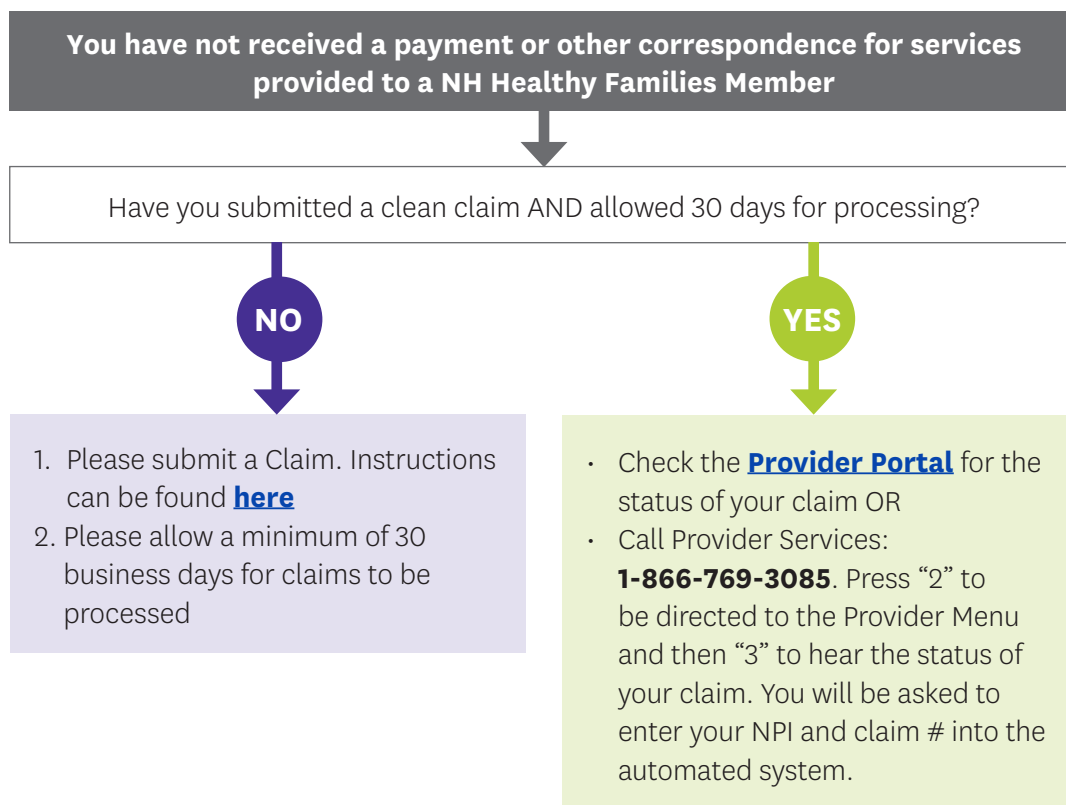 You have not received a payment or other correspondence for services
provided to a NH Healthy Families Member
Have you submitted a clean claim AND allowed 30 days for processing?
NO
YES
1. Please submit a Claim. Instructions
can be found here
2. Please allow a minimum of 30
business days for claims to be
processed
• Check the Provider Portal for the
status of your claim OR
• Call Provider Services:
1-866-769-3085. Press “2” to
be directed to the Provider Menu
and then “3” to hear the status of
your claim. You will be asked to
enter your NPI and claim # into the
automated system.